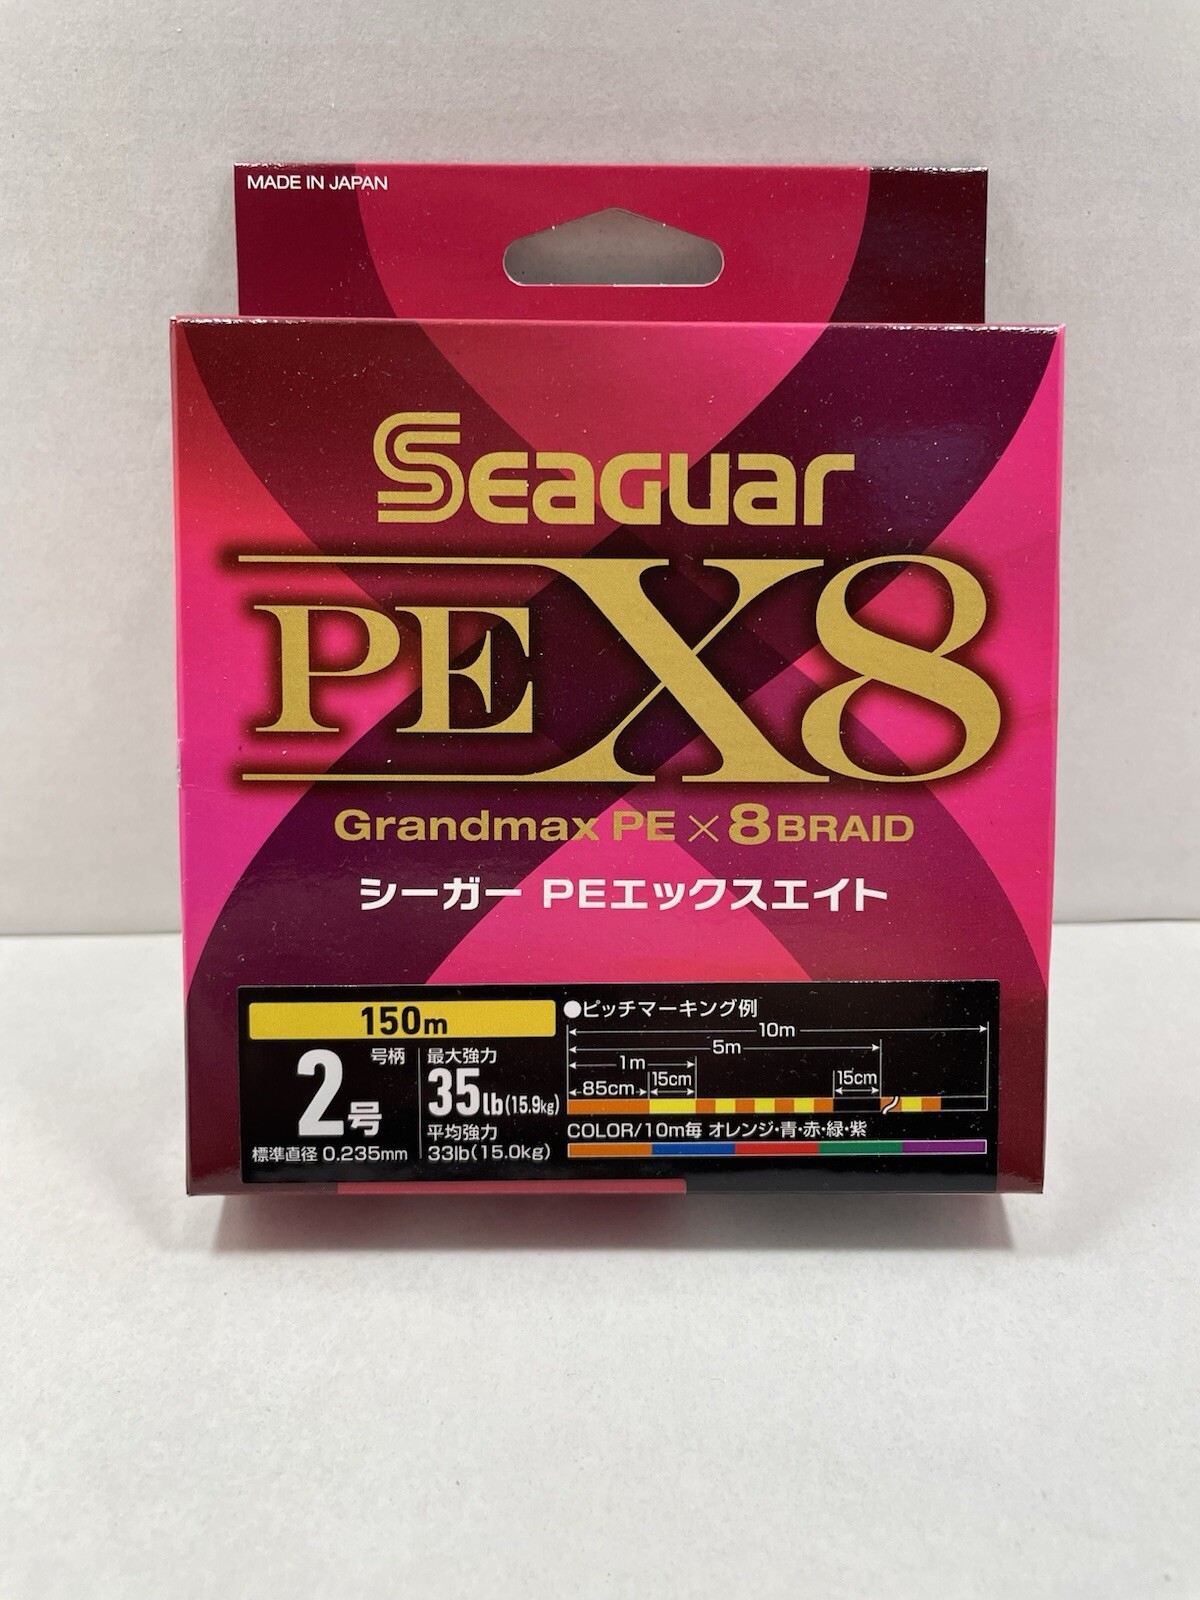 MADE IN JAPAN
SEAGUAR
PE X8
Grandmax PE × 8 BRAID
シーガー PEエックスエイト
150m
2号
号柄
標準直径 0.235mm
最大強力
35lb(15.9kg)
平均強力
33lb(15.0kg)
●ピッチマーキング例
10m
5m
1m
85cm
15cm
15cm
COLOR/10m毎 オレンジ・青・赤・緑・紫